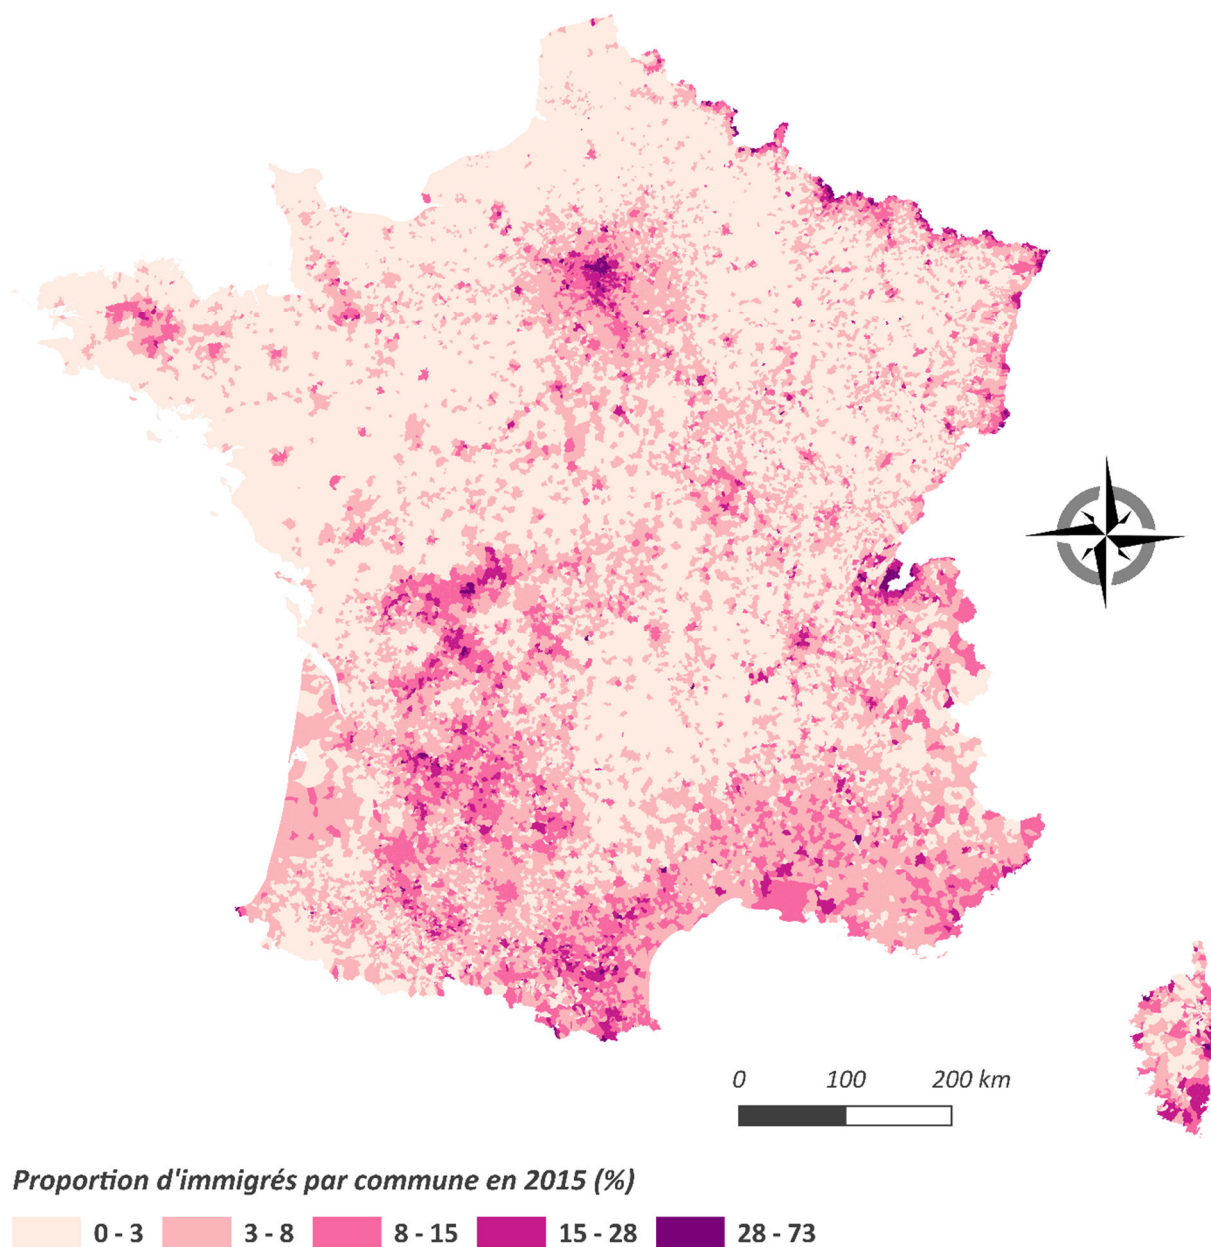 0 100 200 km
Proportion d'immigrés par commune en 2015 (%)
0 - 3 3 - 8 8 - 15 15 - 28 28 - 73